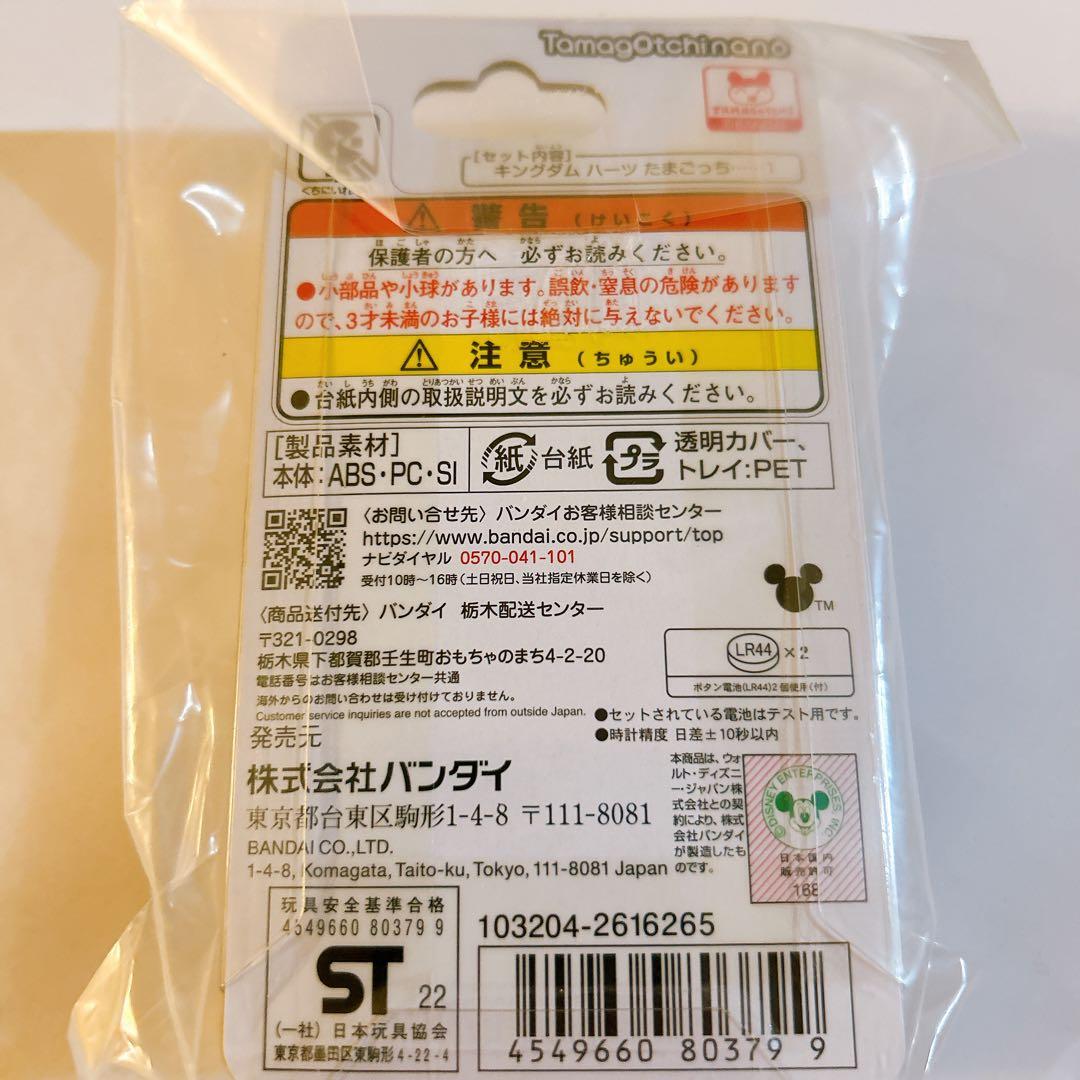 TamagOtchi nano
くちにいれ
[セット内容]
キングダム ハーツ たまごっち……1
警告 (けいこく)
保護者の方へ 必ずお読みください。
●小部品や小球があります。誤飲・窒息の危険があります
ので、3才未満のお子様には絶対に与えないでください。
注意 (ちゅうい)
●台紙内側の取扱説明文を必ずお読みください。
[製品素材]
本体:ABS・PC・SI
紙 台紙
プラ 透明カバー、
トレイ:PET
〈お問い合せ先〉バンダイお客様相談センター
https://www.bandai.co.jp/support/top
ナビダイヤル 0570-041-101
受付10時〜16時(土日祝日、当社指定休業日を除く)
TM
〈商品送付先〉バンダイ 栃木配送センター
〒321-0298
栃木県下都賀郡壬生町おもちゃのまち4-2-20
電話番号はお客様相談センター共通
海外からのお問い合わせは受け付けておりません。
Customer service inquiries are not accepted from outside Japan.
LR44 ×2
ボタン電池(LR44)2個使用(付)
●セットされている電池はテスト用です。
●時計精度 日差±10秒以内
発売元
株式会社バンダイ
東京都台東区駒形1-4-8 〒111-8081
BANDAI CO.,LTD.
1-4-8, Komagata, Taito-ku, Tokyo, 111-8081 Japan
本商品は、ウォ
ルト・ディズニ
ー・ジャパン株
式会社との契
約により、株式
会社バンダイ
が製造したも
のです。
©DISNEY ENTERPRISES INC
日本国内
販売許可
168
玩具安全基準合格
4549660 80379 9
ST 22
(一社)日本玩具協会
東京都墨田区東駒形4-22-4
103204-2616265
4549660 80379 9